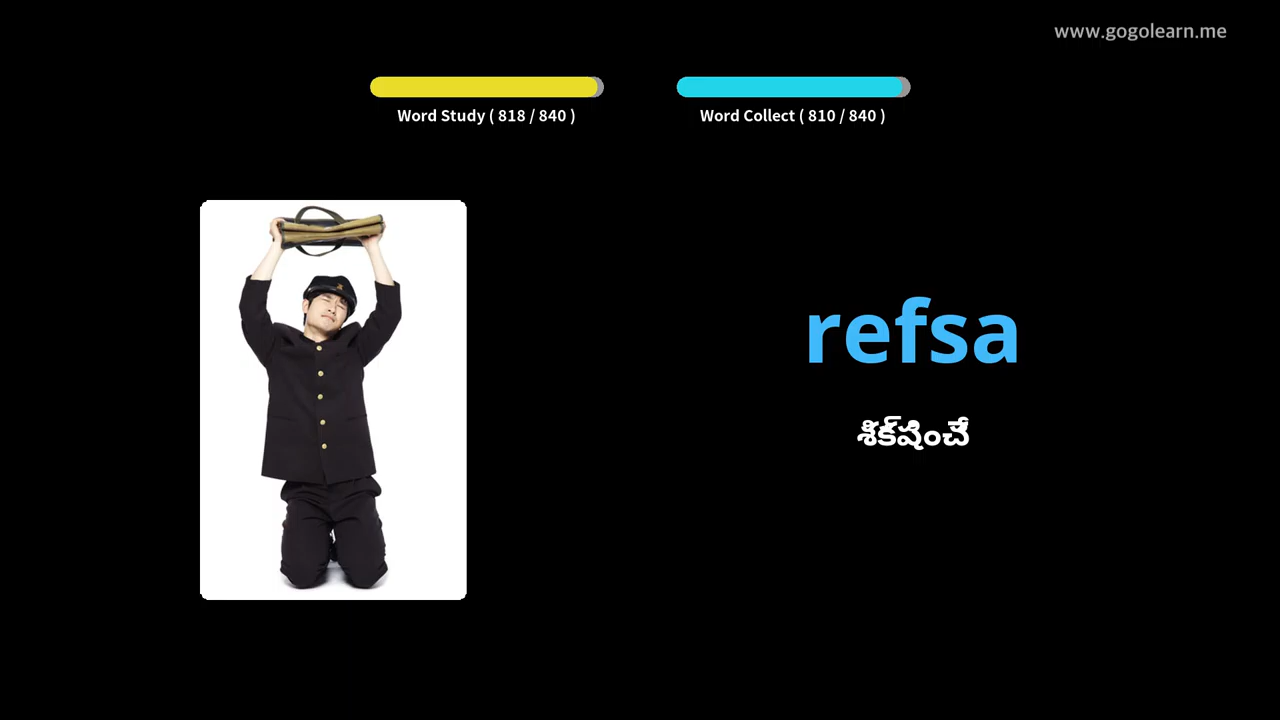 www.gogolearn.me
Word Study ( 818 / 840 )
Word Collect ( 810 / 840 )
refsa
శిక్‌షించే